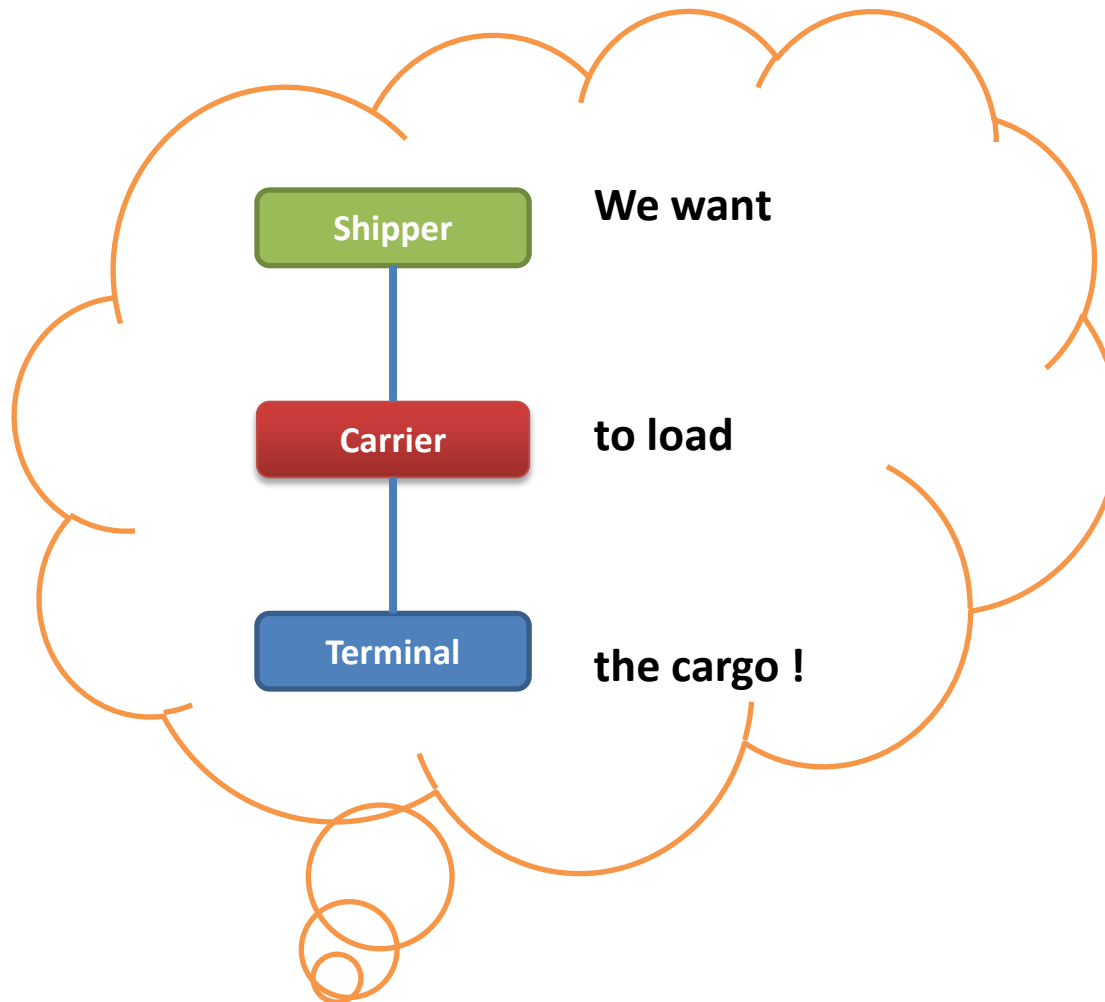 Shipper
We want
Carrier
to load
Terminal
the cargo !